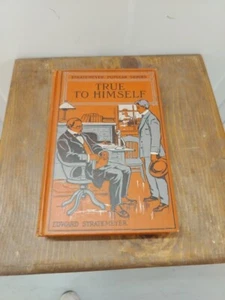 TRUE
TO HIMSELF
EDWARD STRATEMEYER